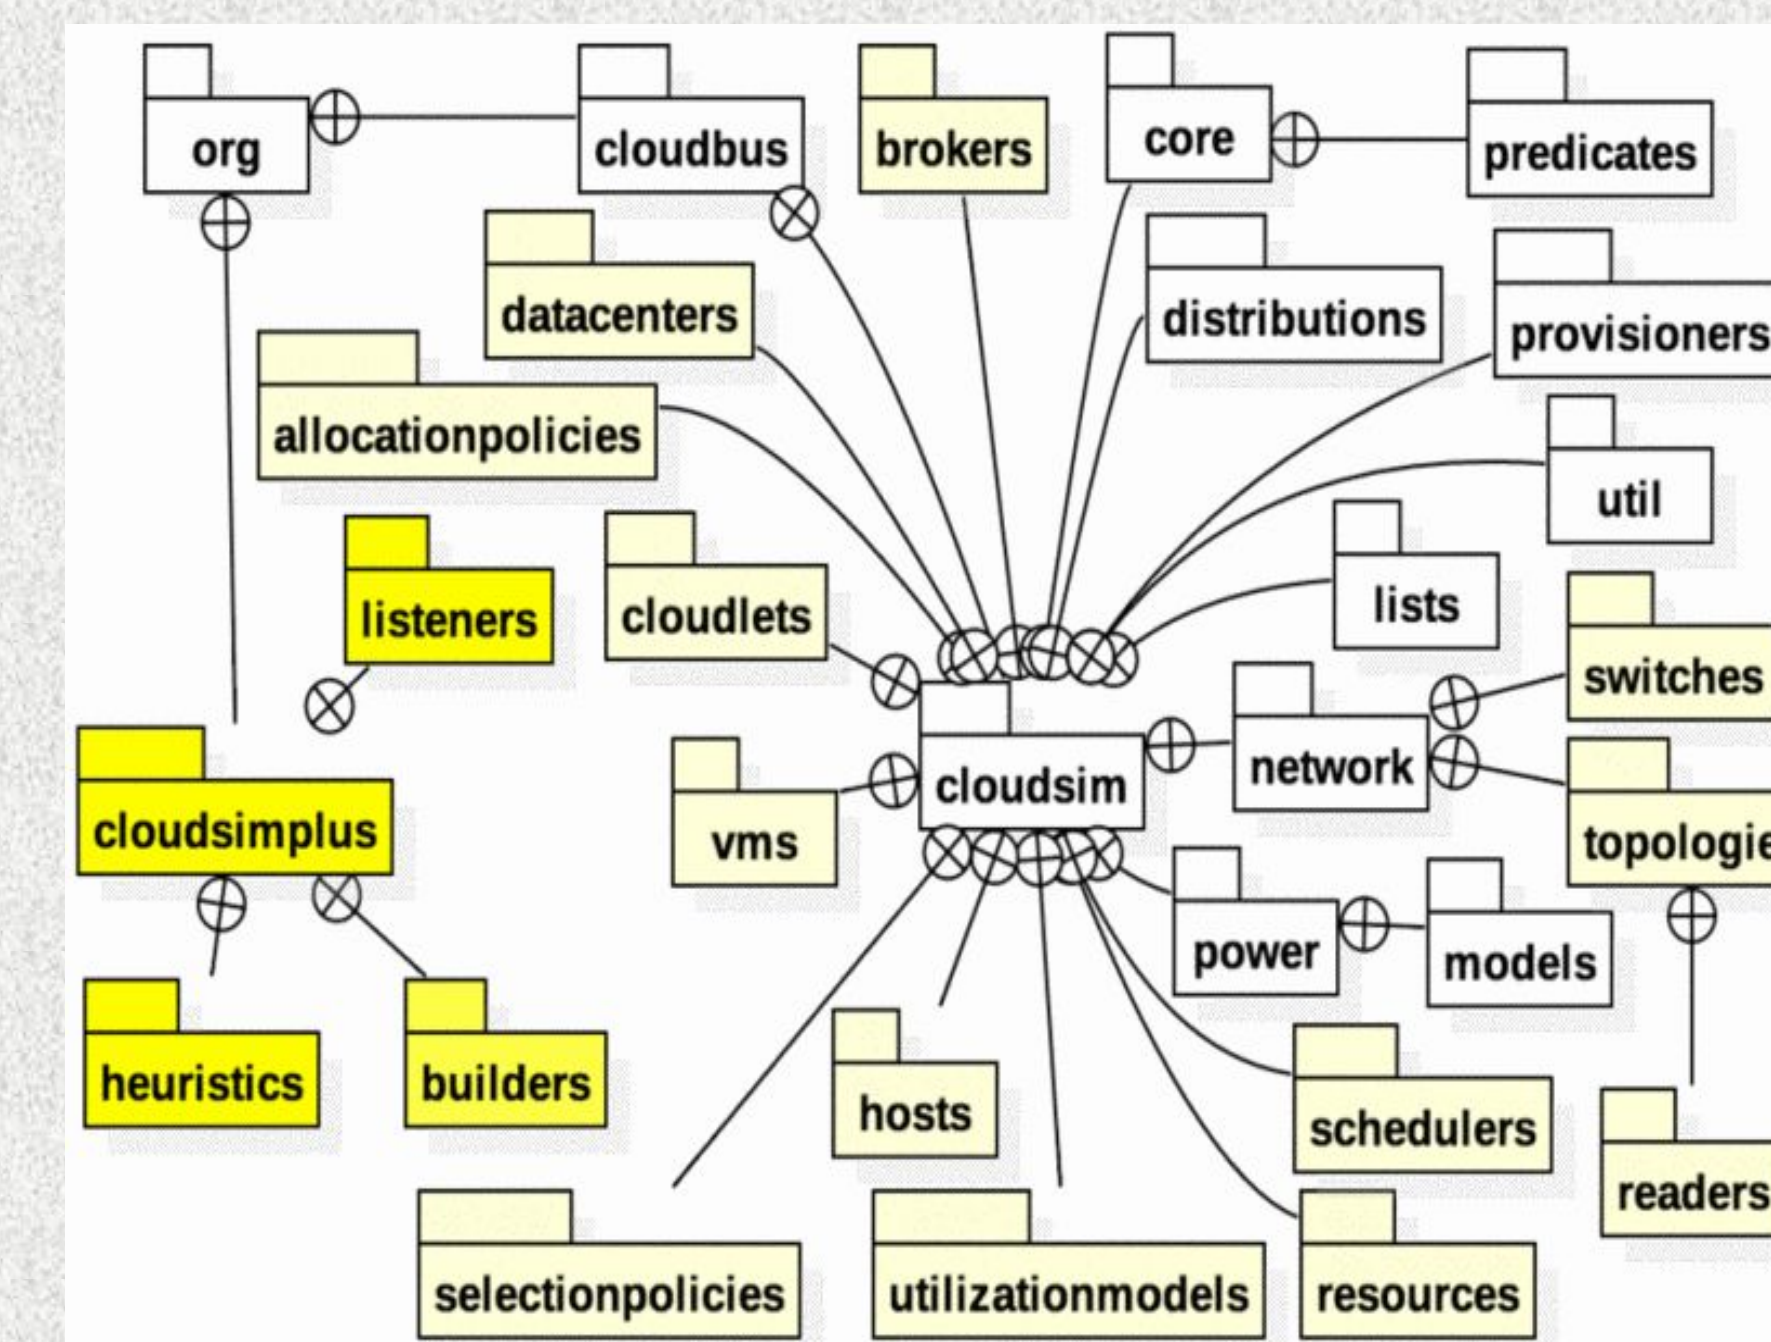 org
cloudbus
brokers
core
predicates
datacenters
distributions
provisioners
allocationpolicies
util
listeners
cloudlets
lists
switches
cloudsimplus
vms
cloudsim
network
topologie
power
models
heuristics
builders
hosts
schedulers
readers
selectionpolicies
utilizationmodels
resources